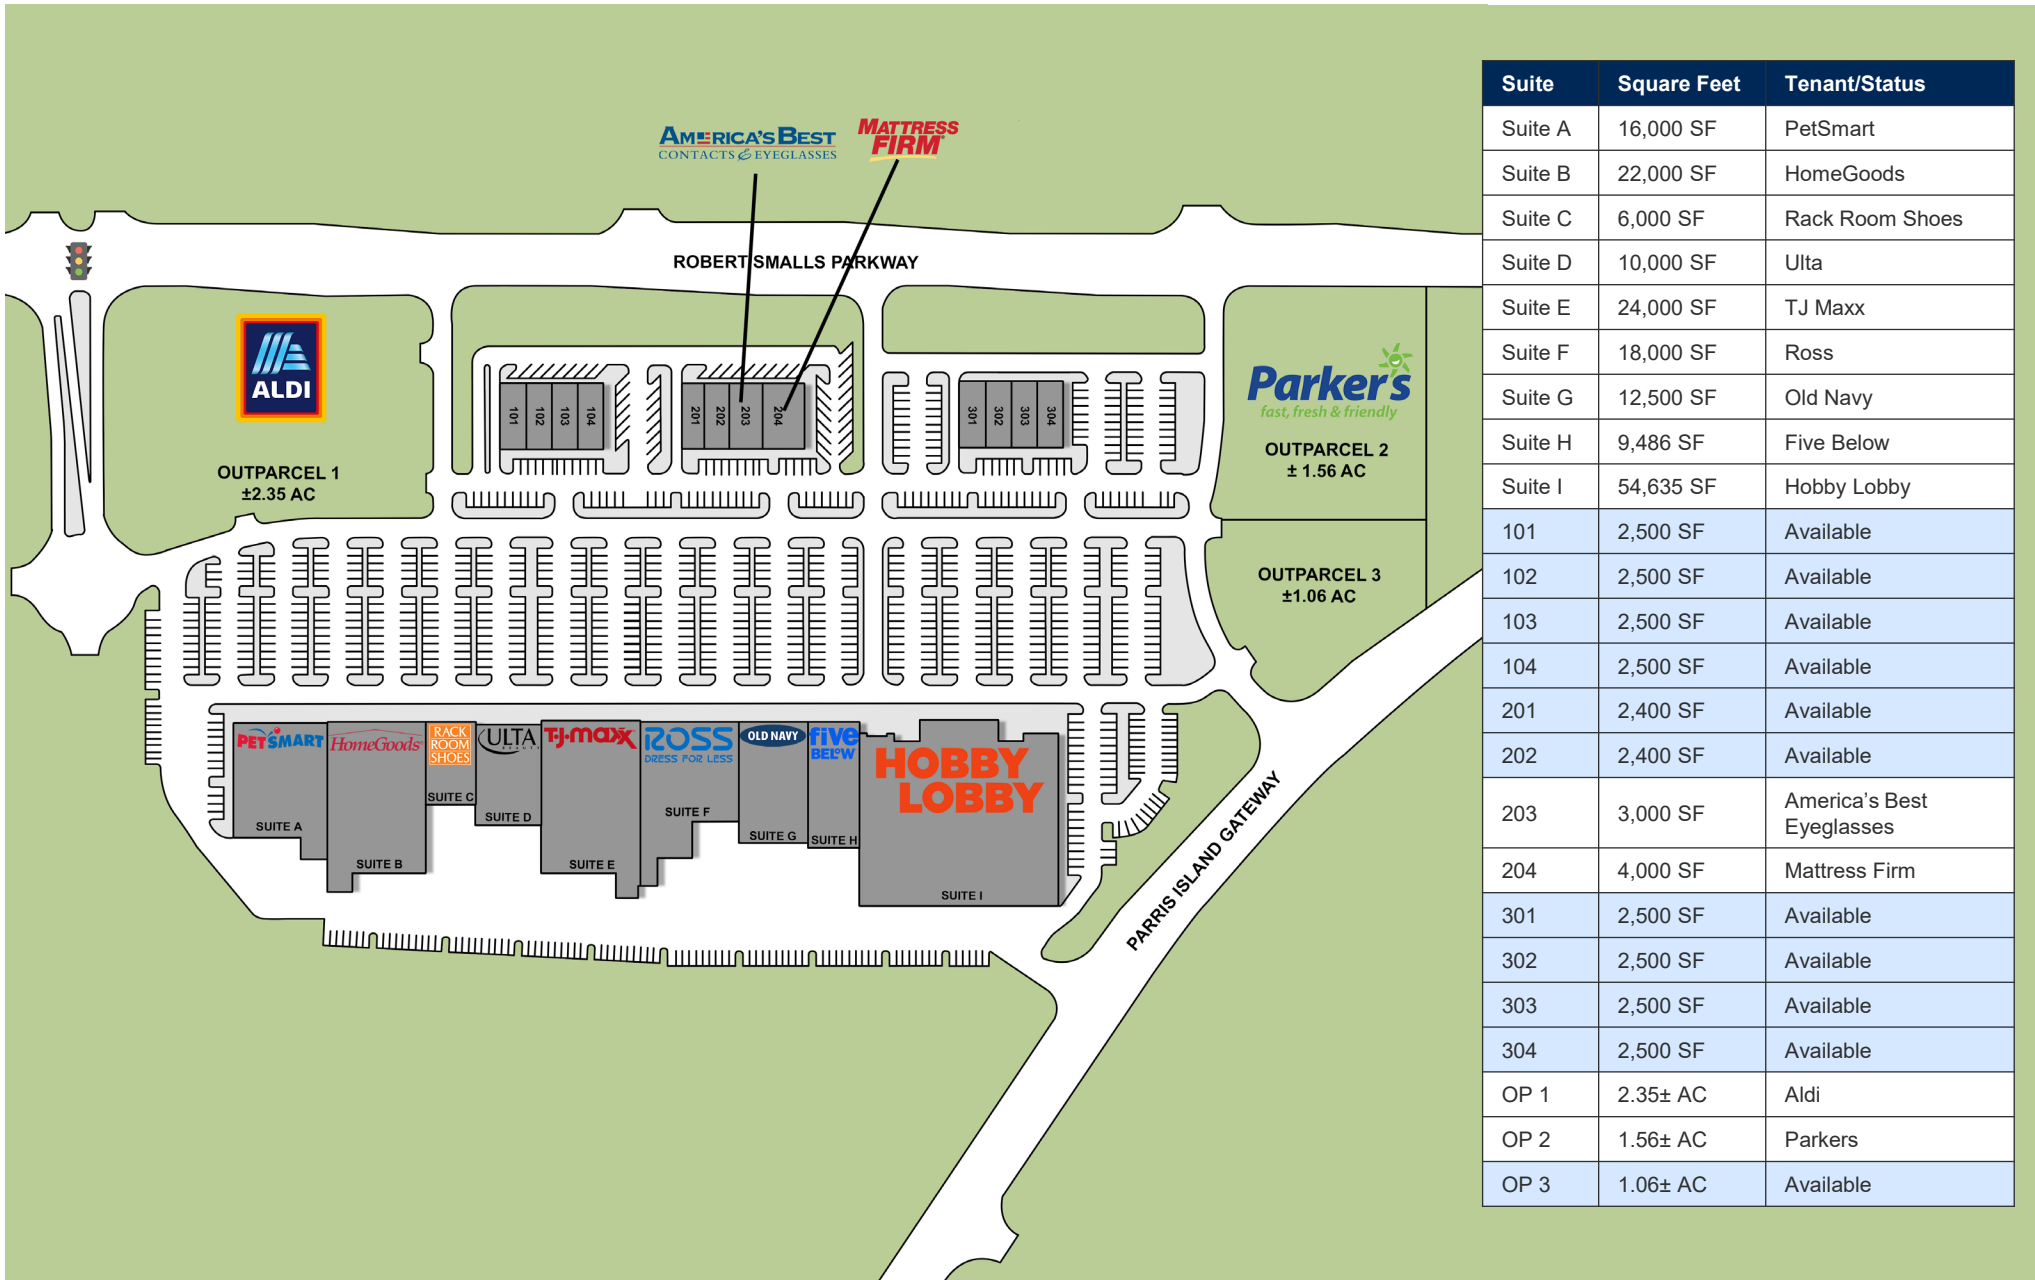 AMERICA'S BEST
CONTACTS & EYEGLASSES
MATTRESS
FIRM
ROBERT SMALLS PARKWAY
ALDI
OUTPARCEL 1
±2.35 AC
101
102
103
104
201
202
203
204
301
302
303
304
Parker's
fast, fresh & friendly
OUTPARCEL 2
± 1.56 AC
OUTPARCEL 3
±1.06 AC
PETSMART
SUITE A
HomeGoods
SUITE B
RACK
ROOM
SHOES
SUITE C
ULTA
BEAUTY
SUITE D
T·J·maxx
SUITE E
ROSS
DRESS FOR LESS
SUITE F
OLD NAVY
SUITE G
five
BEL°W
SUITE H
HOBBY
LOBBY
SUITE I
PARRIS ISLAND GATEWAY
Suite Square Feet Tenant/Status
Suite A 16,000 SF PetSmart
Suite B 22,000 SF HomeGoods
Suite C 6,000 SF Rack Room Shoes
Suite D 10,000 SF Ulta
Suite E 24,000 SF TJ Maxx
Suite F 18,000 SF Ross
Suite G 12,500 SF Old Navy
Suite H 9,486 SF Five Below
Suite I 54,635 SF Hobby Lobby
101 2,500 SF Available
102 2,500 SF Available
103 2,500 SF Available
104 2,500 SF Available
201 2,400 SF Available
202 2,400 SF Available
203 3,000 SF America’s Best
Eyeglasses
204 4,000 SF Mattress Firm
301 2,500 SF Available
302 2,500 SF Available
303 2,500 SF Available
304 2,500 SF Available
OP 1 2.35± AC Aldi
OP 2 1.56± AC Parkers
OP 3 1.06± AC Available